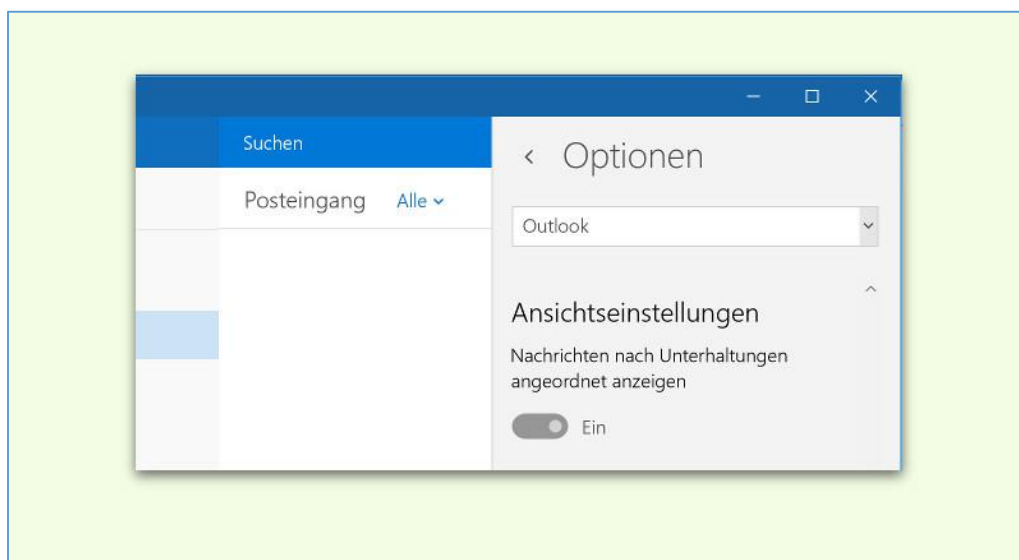 Suchen
Optionen
Posteingang Alle
Outlook
Ansichtseinstellungen
Nachrichten nach Unterhaltungen
angeordnet anzeigen
Ein